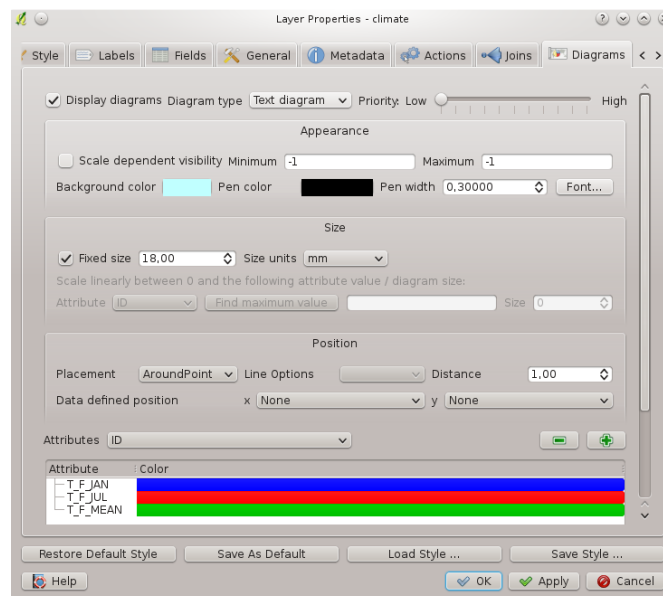 Layer Properties - climate
Style Labels Fields General Metadata Actions Joins Diagrams
Display diagrams Diagram type Text diagram Priority: Low High
Appearance
Scale dependent visibility Minimum -1 Maximum -1
Background color Pen color Pen width 0,30000 Font...
Size
Fixed size 18,00 Size units mm
Scale linearly between 0 and the following attribute value / diagram size:
Attribute ID Find maximum value Size 0
Position
Placement AroundPoint Line Options Distance 1,00
Data defined position x None y None
Attributes ID
Attribute Color
T_F_JAN
T_F_JUL
T_F_MEAN
Restore Default Style Save As Default Load Style ... Save Style ...
Help OK Apply Cancel